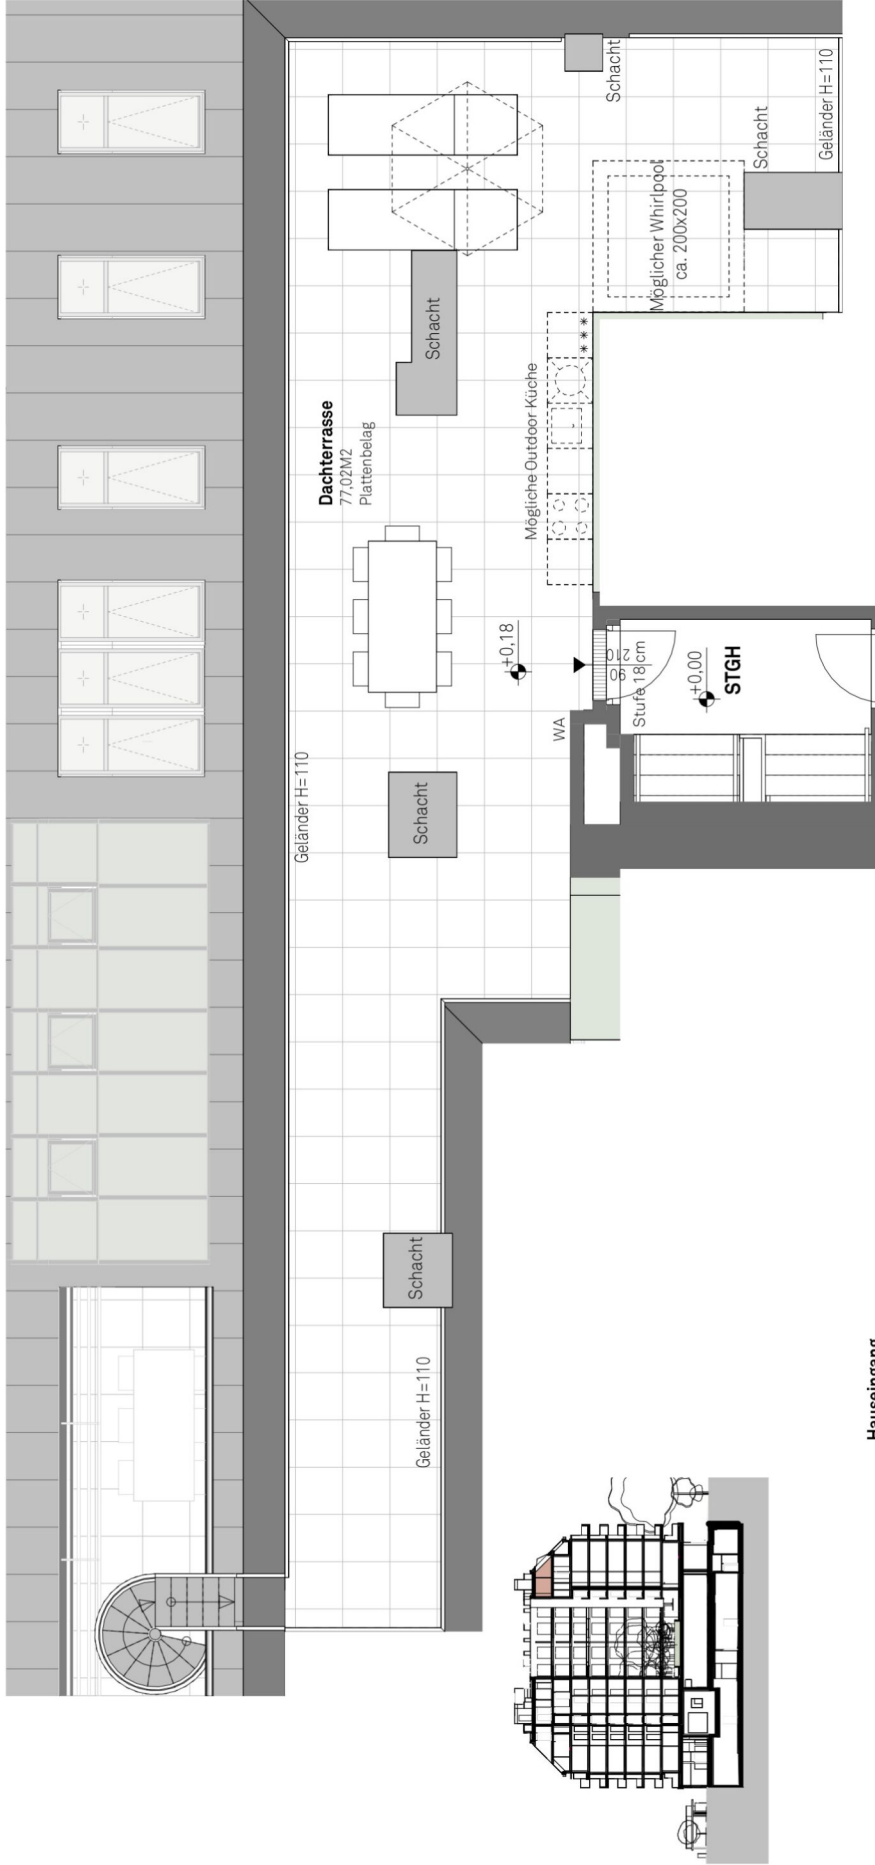 Schacht
Geländer H=110
Schacht
Möglicher Whirlpool
ca. 200x200
Schacht
Dachterrasse
77,02M2
Plattenbelag
Mögliche Outdoor Küche
+0,18
90
210
Stufe 18 cm
+0,00
STGH
WA
Geländer H=110
Schacht
Schacht
Geländer H=110
Hauseingang